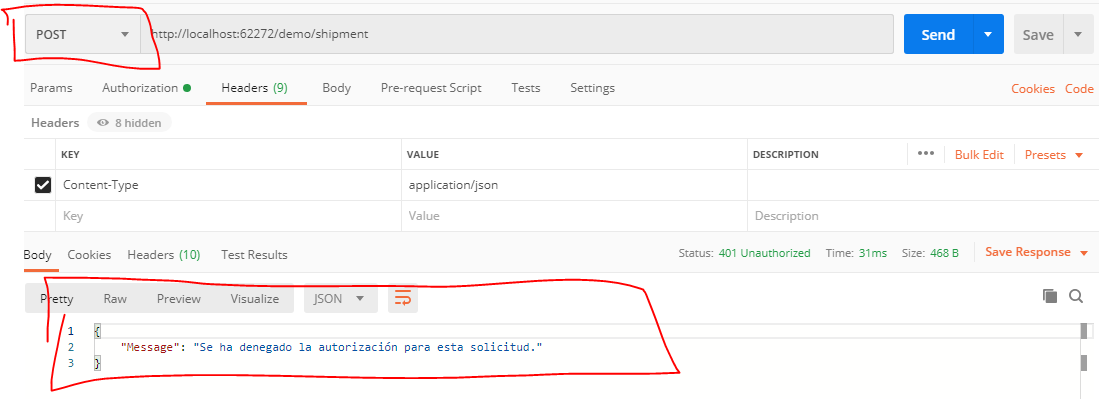 POST http://localhost:62272/demo/shipment Send Save
Params Authorization Headers (9) Body Pre-request Script Tests Settings Cookies Code
Headers 8 hidden
KEY VALUE DESCRIPTION ••• Bulk Edit Presets
Content-Type application/json
Key Value Description
Body Cookies Headers (10) Test Results Status: 401 Unauthorized Time: 31ms Size: 468 B Save Response
Pretty Raw Preview Visualize JSON
1 {
2 "Message": "Se ha denegado la autorización para esta solicitud."
3 }